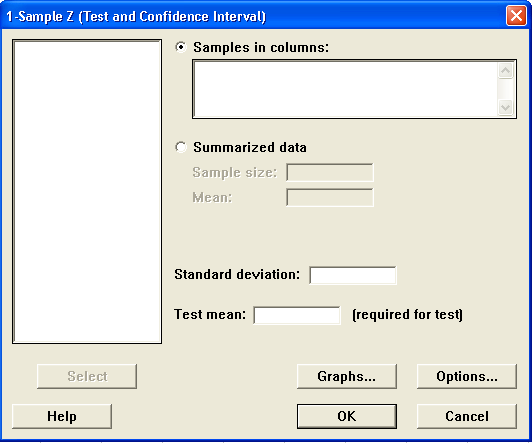 1-Sample Z (Test and Confidence Interval)
Samples in columns:
Summarized data
Sample size:
Mean:
Standard deviation:
Test mean: (required for test)
Select Graphs... Options...
Help OK Cancel